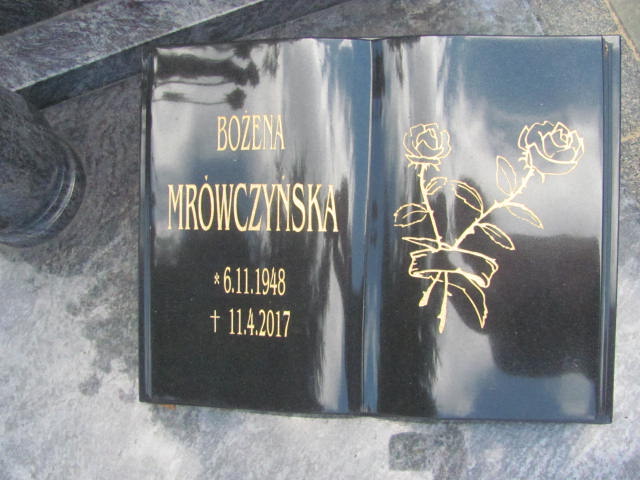 BOŻENA
MRÓWCZYŃSKA
* 6.11.1948
† 11.4.2017